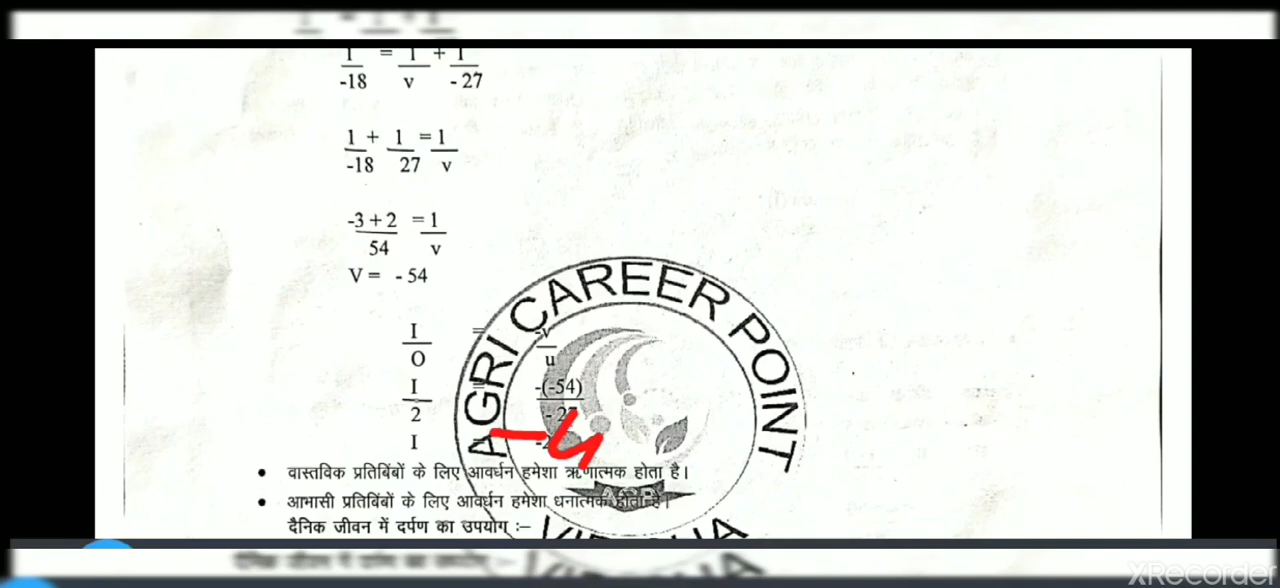 1 = 1 + 1
-18 v -27
1 + 1 = 1
-18 27 v
-3 + 2 = 1
54 v
V = - 54
I = -v
O u
I = -(-54)
2 - 27
I = -4
AGRI CAREER POINT
• वास्तविक प्रतिबिंबों के लिए आवर्धन हमेशा ऋणात्मक होता है।
• आभासी प्रतिबिंबों के लिए आवर्धन हमेशा धनात्मक होता है।
ACP
दैनिक जीवन में दर्पण का उपयोग :–
XRecorder